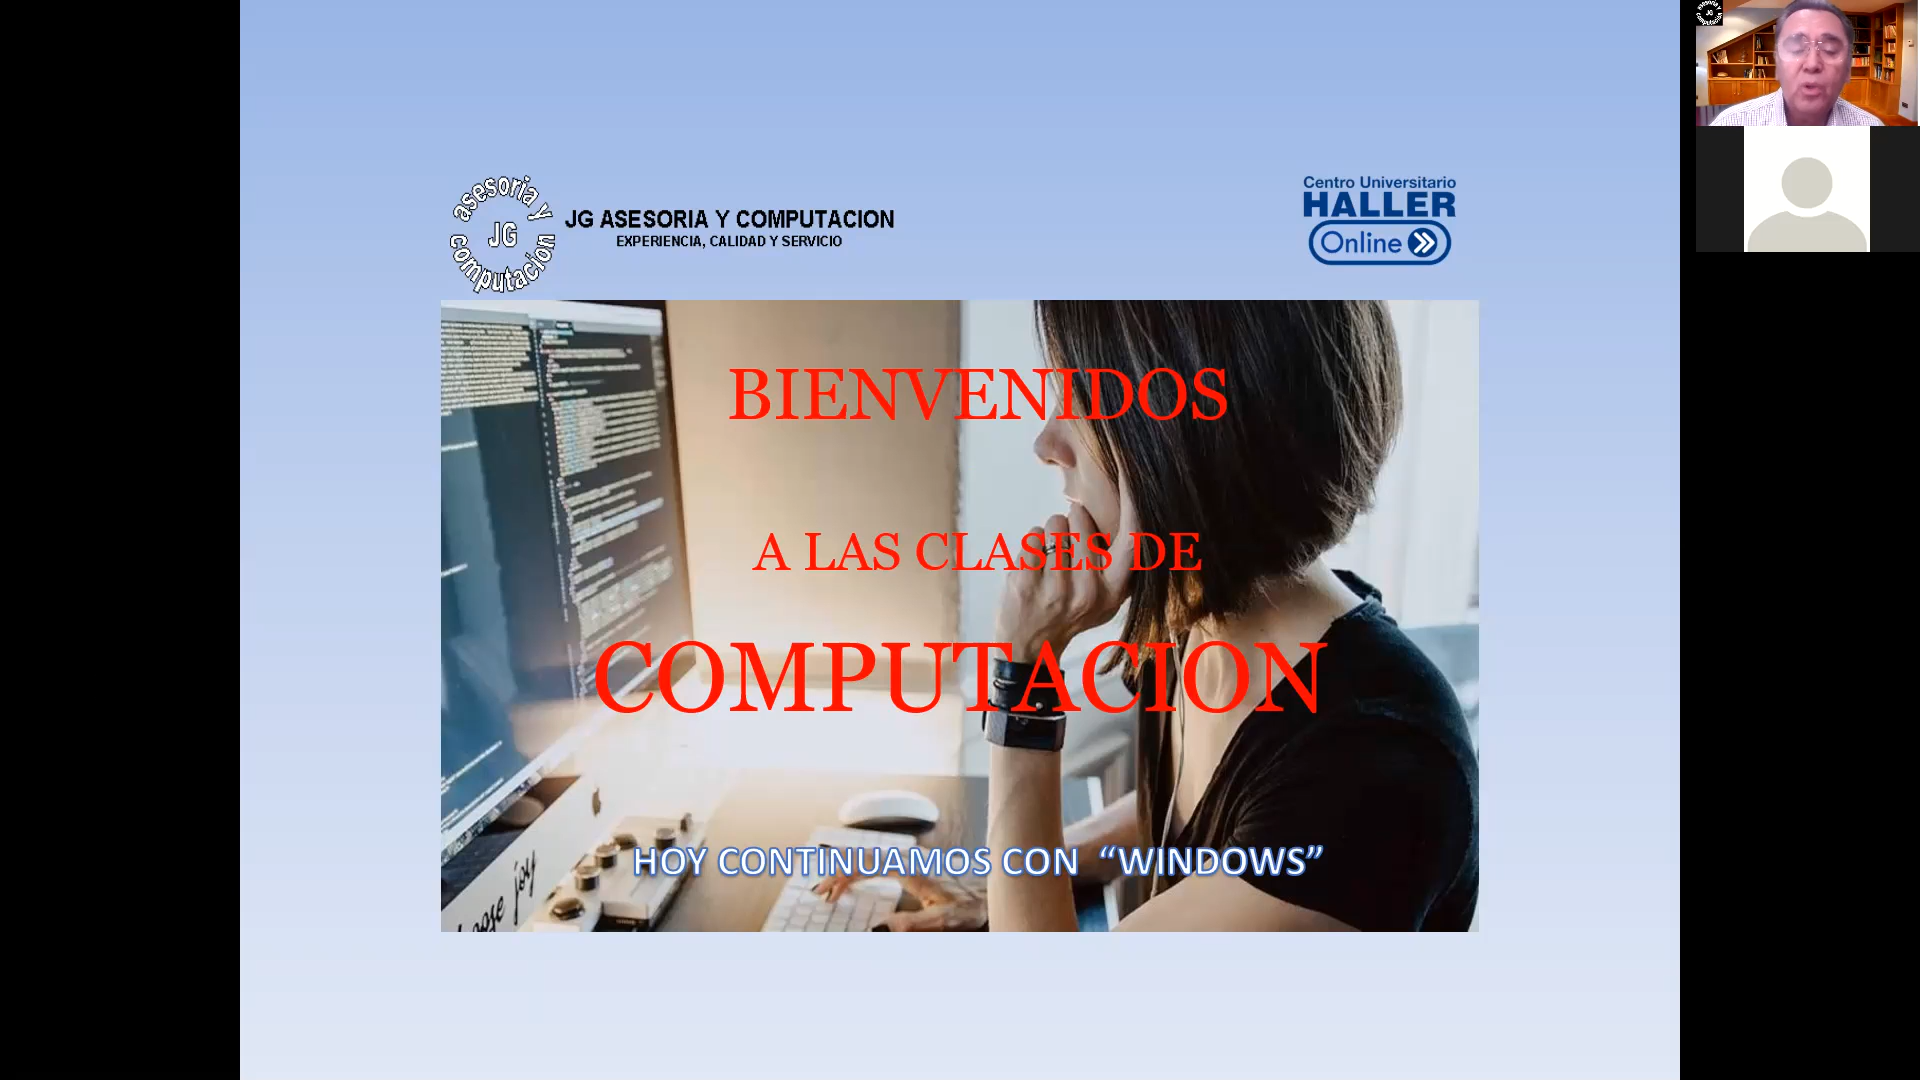 asesoria y
computacion
JG
JG ASESORIA Y COMPUTACION
EXPERIENCIA, CALIDAD Y SERVICIO
Centro Universitario
HALLER
Online
BIENVENIDOS
A LAS CLASES DE
COMPUTACION
HOY CONTINUAMOS CON “WINDOWS”
joy